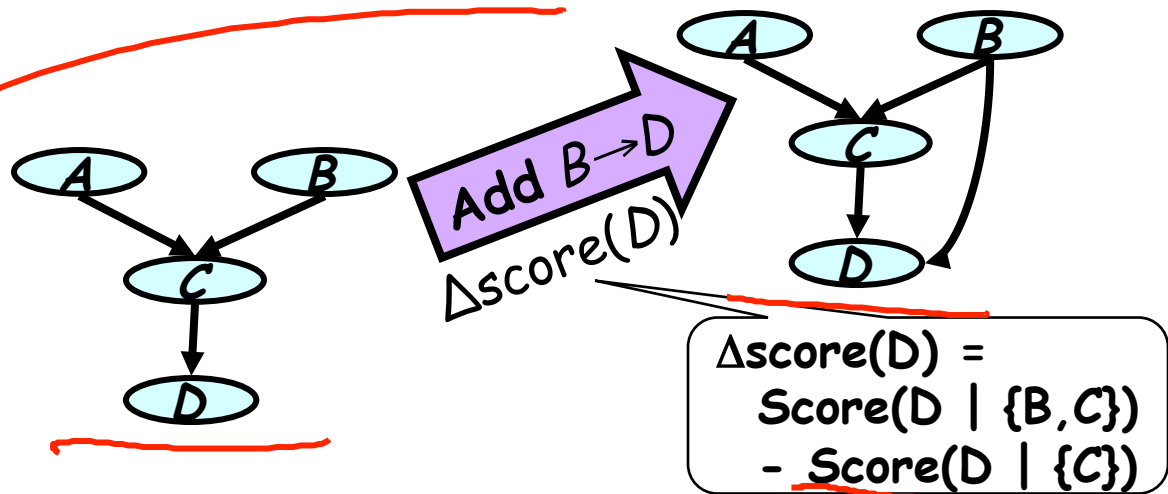 A
B
C
D
Add B→D
Δscore(D)
A
B
C
D
Δscore(D) =
Score(D | {B,C})
- Score(D | {C})